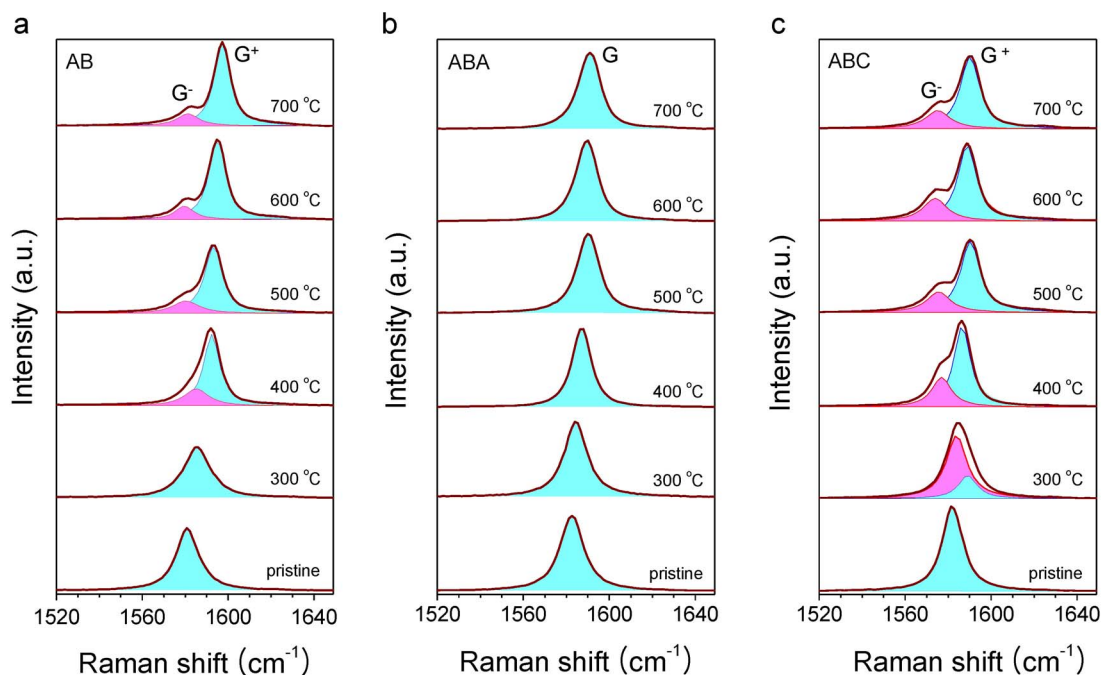 a
AB
G⁻
G⁺
700 °C
600 °C
500 °C
400 °C
300 °C
pristine
1520 1560 1600 1640
Raman shift (cm⁻¹)
Intensity (a.u.)
b
ABA
G
700 °C
600 °C
500 °C
400 °C
300 °C
pristine
1520 1560 1600 1640
Raman shift (cm⁻¹)
Intensity (a.u.)
c
ABC
G⁻
G⁺
700 °C
600 °C
500 °C
400 °C
300 °C
pristine
1520 1560 1600 1640
Raman shift (cm⁻¹)
Intensity (a.u.)